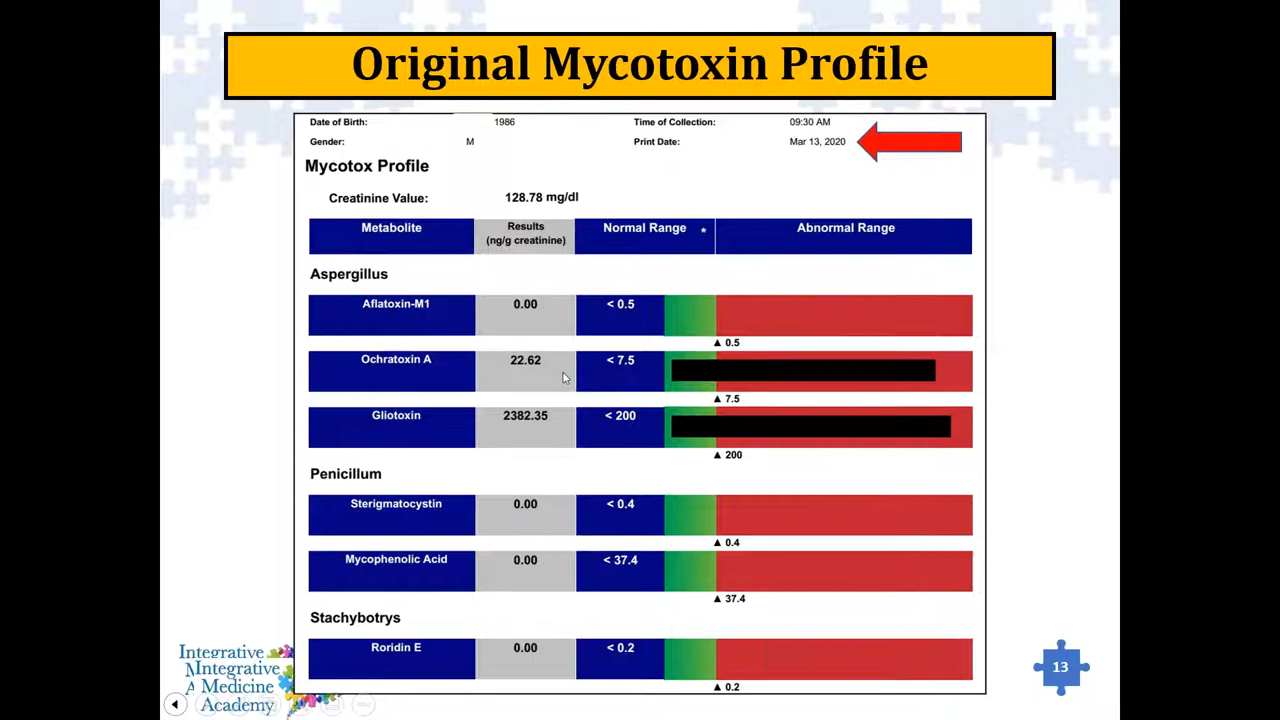 Original Mycotoxin Profile
Date of Birth: 1986 Time of Collection: 09:30 AM
Gender: M Print Date: Mar 13, 2020
Mycotox Profile
Creatinine Value: 128.78 mg/dl
Metabolite Results (ng/g creatinine) Normal Range * Abnormal Range
Aspergillus
Aflatoxin-M1 0.00 < 0.5
▲ 0.5
Ochratoxin A 22.62 < 7.5
▲ 7.5
Gliotoxin 2382.35 < 200
▲ 200
Penicillum
Sterigmatocystin 0.00 < 0.4
▲ 0.4
Mycophenolic Acid 0.00 < 37.4
▲ 37.4
Stachybotrys
Roridin E 0.00 < 0.2
▲ 0.2
Integrative
Integrative
Medicine
Academy
13